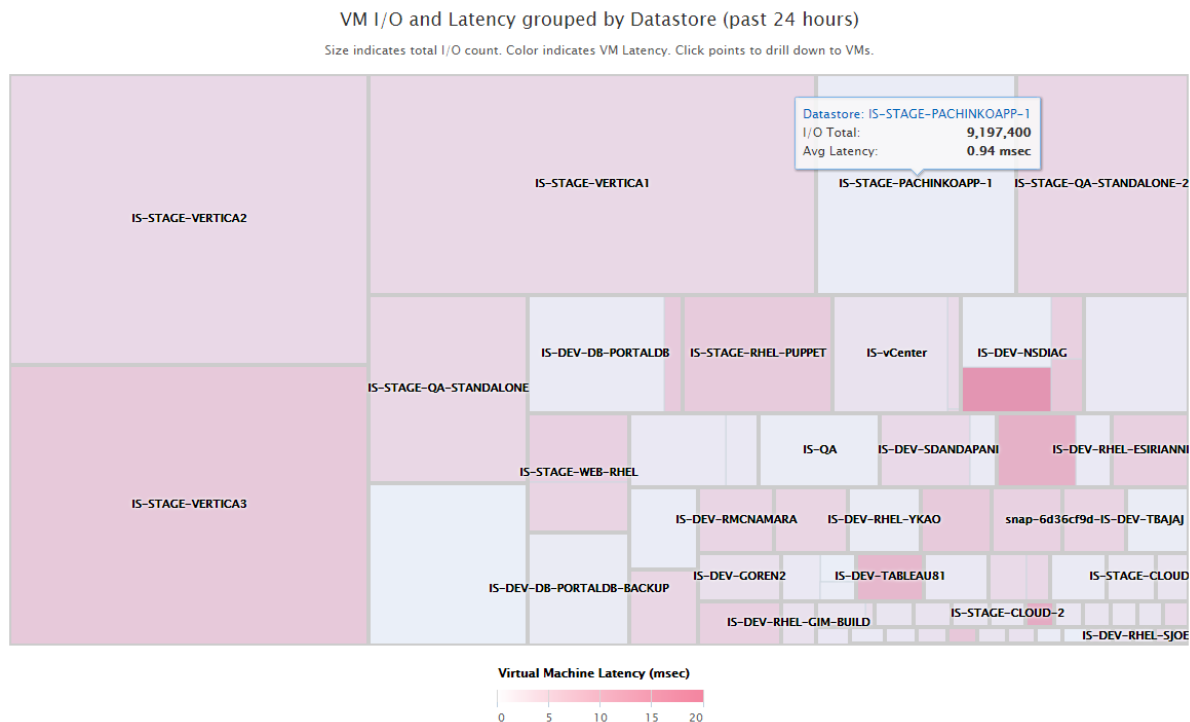 VM I/O and Latency grouped by Datastore (past 24 hours)
Size indicates total I/O count. Color indicates VM Latency. Click points to drill down to VMs.
Datastore: IS-STAGE-PACHINKOAPP-1
I/O Total: 9,197,400
Avg Latency: 0.94 msec
IS-STAGE-VERTICA1
IS-STAGE-PACHINKOAPP-1
IS-STAGE-QA-STANDALONE-2
IS-STAGE-VERTICA2
IS-DEV-DB-PORTALDB
IS-STAGE-RHEL-PUPPET
IS-vCenter
IS-DEV-NSDIAG
IS-STAGE-QA-STANDALONE
IS-QA
IS-DEV-SDANDAPANI
IS-DEV-RHEL-ESIRIANNI
IS-STAGE-WEB-RHEL
IS-STAGE-VERTICA3
IS-DEV-RMCNAMARA
IS-DEV-RHEL-YKAO
snap-6d36cf9d-IS-DEV-TBAJAJ
IS-DEV-DB-PORTALDB-BACKUP
IS-DEV-GOREN2
IS-DEV-TABLEAU81
IS-STAGE-CLOUD
IS-DEV-RHEL-GIM-BUILD
IS-STAGE-CLOUD-2
IS-DEV-RHEL-SJOE
Virtual Machine Latency (msec)
0 5 10 15 20